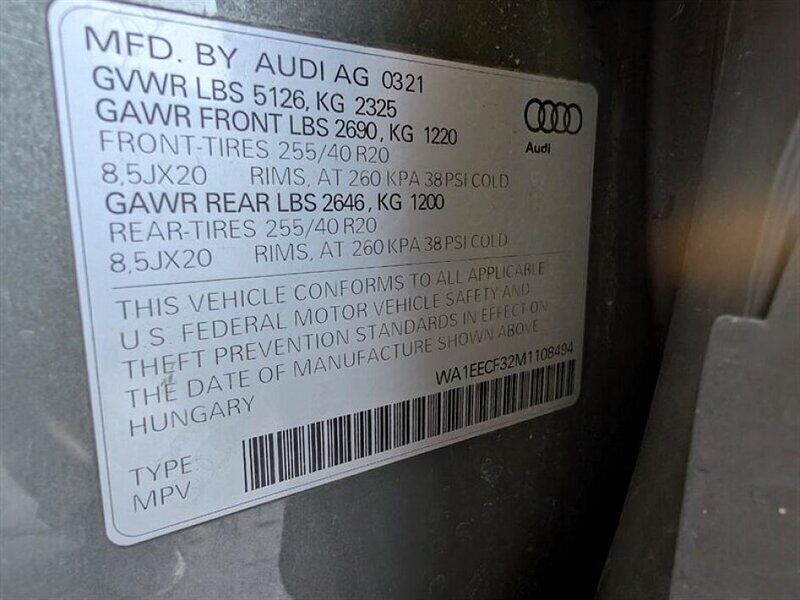 MFD. BY AUDI AG 0321
GVWR LBS 5126, KG 2325
GAWR FRONT LBS 2690, KG 1220
FRONT-TIRES 255/40 R20
8,5JX20 RIMS, AT 260 KPA 38 PSI COLD
GAWR REAR LBS 2646, KG 1200
REAR-TIRES 255/40 R20
8,5JX20 RIMS, AT 260 KPA 38 PSI COLD
Audi
THIS VEHICLE CONFORMS TO ALL APPLICABLE
U.S. FEDERAL MOTOR VEHICLE SAFETY AND
THEFT PREVENTION STANDARDS IN EFFECT ON
THE DATE OF MANUFACTURE SHOWN ABOVE
HUNGARY
WA1EECF32M1108494
TYPE:
MPV